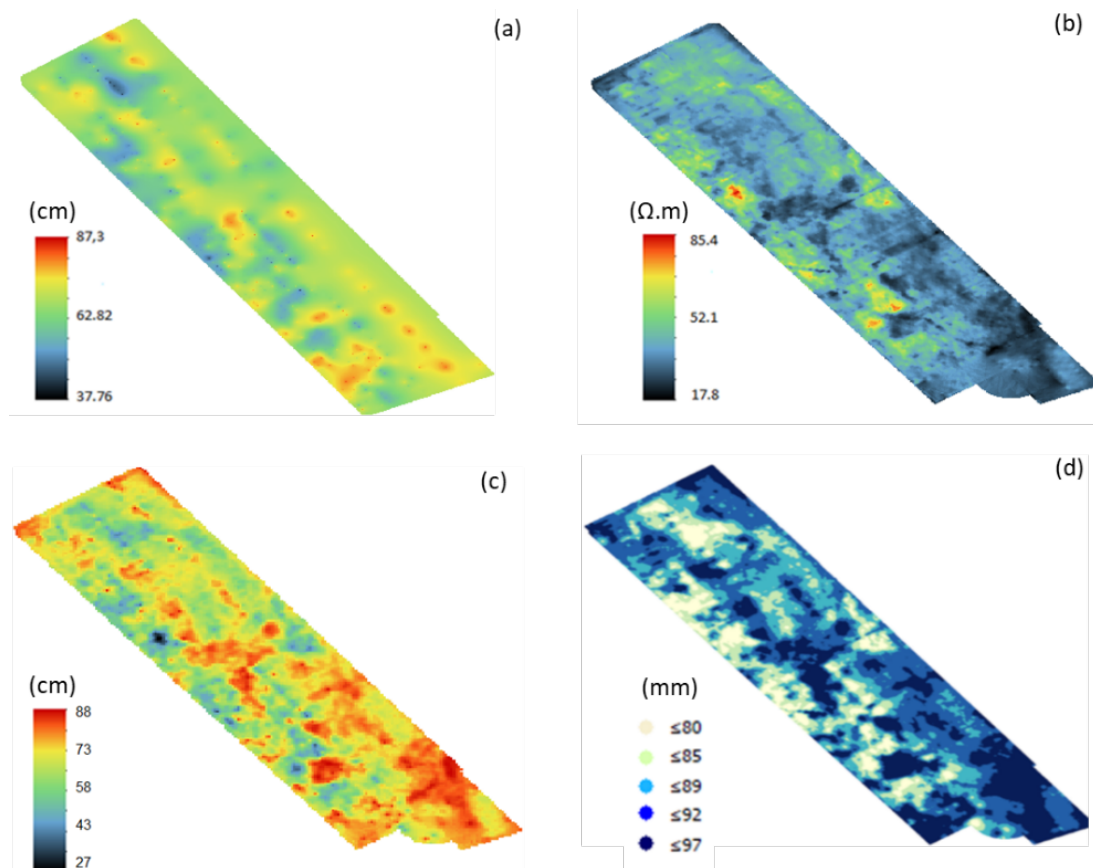 (a)
(cm)
87,3
62.82
37.76
(b)
(Ω.m)
85.4
52.1
17.8
(c)
(cm)
88
73
58
43
27
(d)
(mm)
≤80
≤85
≤89
≤92
≤97